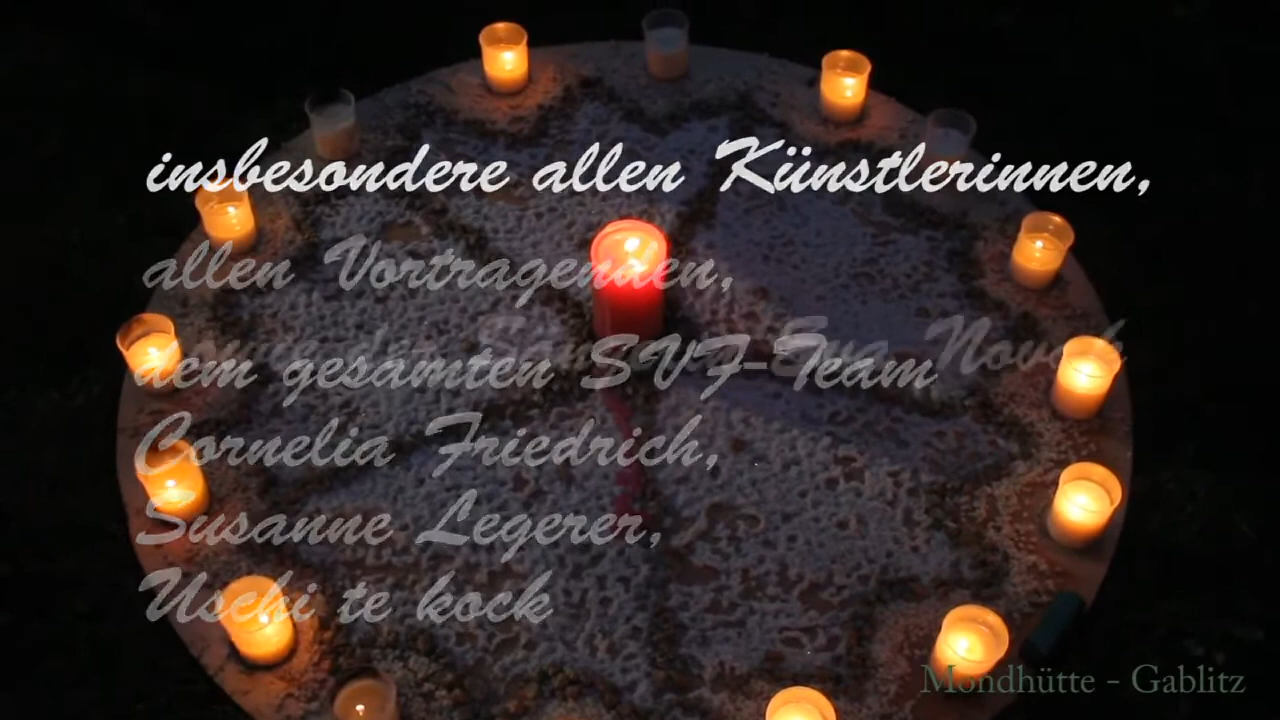 insbesondere allen Künstlerinnen,
allen Vortragenden,
dem gesamten SVF-Team
Cornelia Friedrich,
Susanne Legerer,
Uschi te kock
Mondhütte - Gablitz